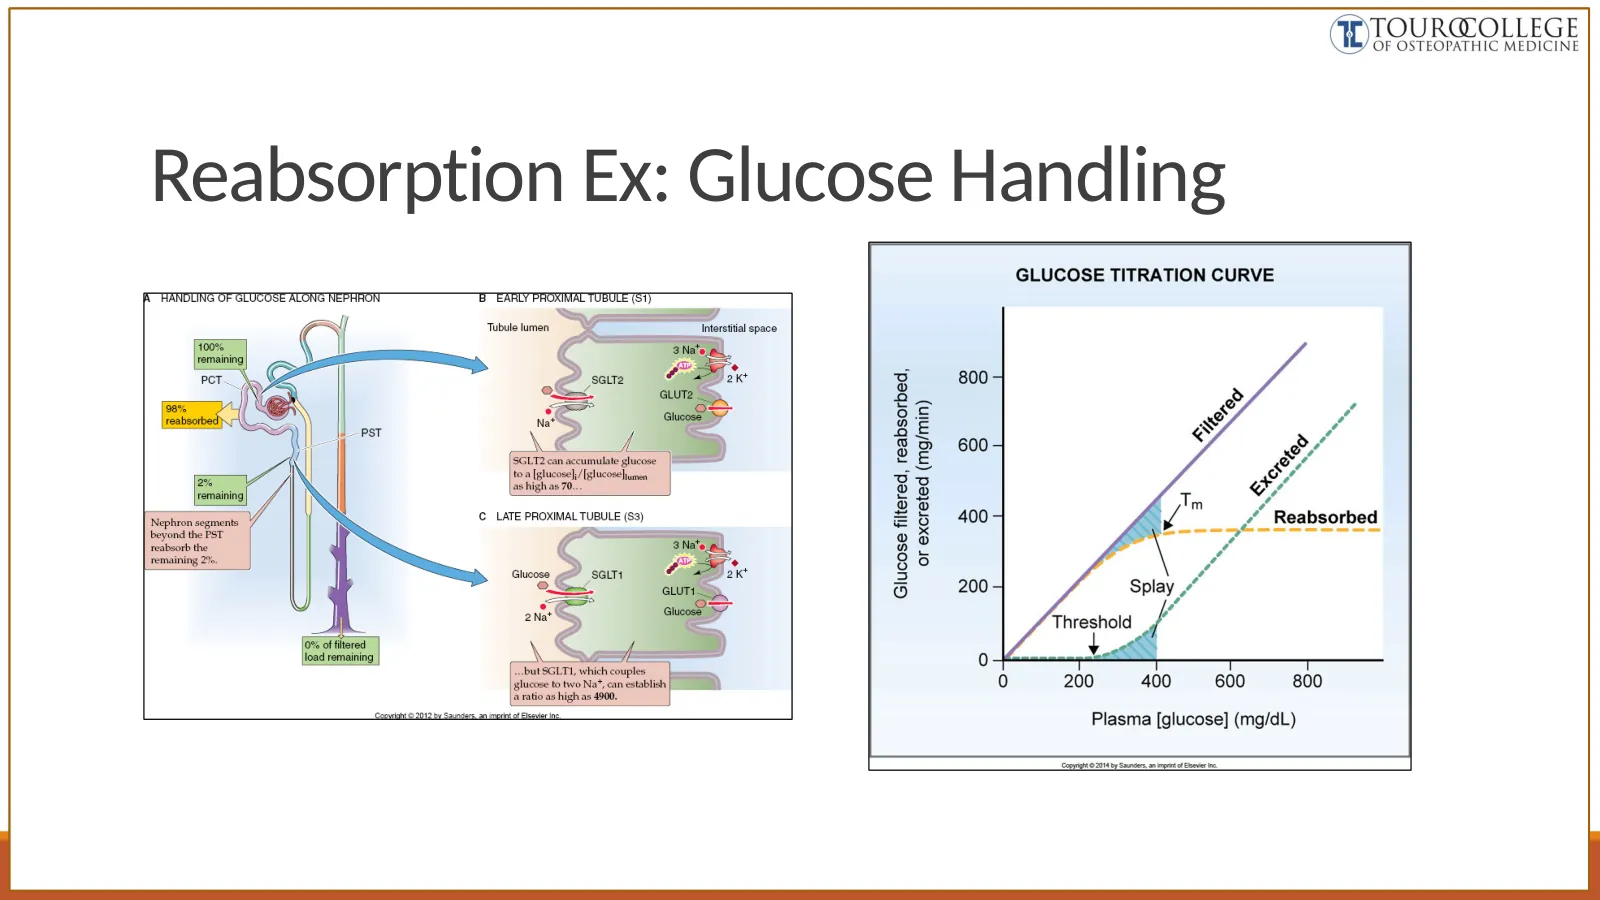 TOURO COLLEGE
OF OSTEOPATHIC MEDICINE
Reabsorption Ex: Glucose Handling
A HANDLING OF GLUCOSE ALONG NEPHRON
100%
remaining
PCT
98%
reabsorbed
PST
2%
remaining
Nephron segments
beyond the PST
reabsorb the
remaining 2%.
0% of filtered
load remaining
B EARLY PROXIMAL TUBULE (S1)
Tubule lumen
Interstitial space
3 Na+
ATP
2 K+
SGLT2
GLUT2
Glucose
Na+
SGLT2 can accumulate glucose
to a [glucose]i/[glucose]lumen
as high as 70…
C LATE PROXIMAL TUBULE (S3)
3 Na+
ATP
2 K+
Glucose
SGLT1
GLUT1
Glucose
2 Na+
…but SGLT1, which couples
glucose to two Na+, can establish
a ratio as high as 4900.
Copyright © 2012 by Saunders, an imprint of Elsevier Inc.
GLUCOSE TITRATION CURVE
Glucose filtered, reabsorbed,
or excreted (mg/min)
800
600
400
200
0
Filtered
Excreted
Tm
Reabsorbed
Splay
Threshold
0 200 400 600 800
Plasma [glucose] (mg/dL)
Copyright © 2014 by Saunders, an imprint of Elsevier Inc.